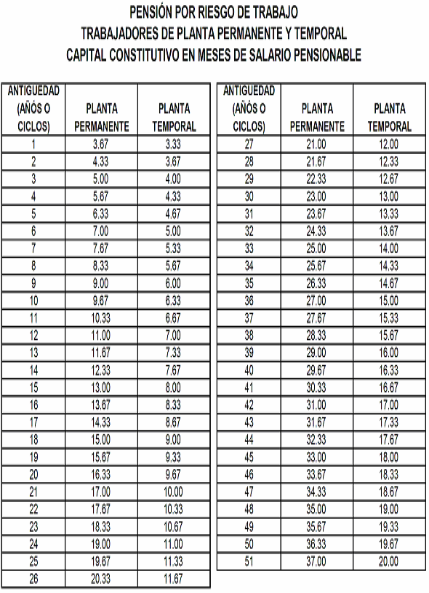 PENSIÓN POR RIESGO DE TRABAJO
TRABAJADORES DE PLANTA PERMANENTE Y TEMPORAL
CAPITAL CONSTITUTIVO EN MESES DE SALARIO PENSIONABLE
ANTIGUEDAD
(AÑOS O
CICLOS) PLANTA
PERMANENTE PLANTA
TEMPORAL
1 3.67 3.33
2 4.33 3.67
3 5.00 4.00
4 5.67 4.33
5 6.33 4.67
6 7.00 5.00
7 7.67 5.33
8 8.33 5.67
9 9.00 6.00
10 9.67 6.33
11 10.33 6.67
12 11.00 7.00
13 11.67 7.33
14 12.33 7.67
15 13.00 8.00
16 13.67 8.33
17 14.33 8.67
18 15.00 9.00
19 15.67 9.33
20 16.33 9.67
21 17.00 10.00
22 17.67 10.33
23 18.33 10.67
24 19.00 11.00
25 19.67 11.33
26 20.33 11.67
ANTIGUEDAD
(AÑOS O
CICLOS) PLANTA
PERMANENTE PLANTA
TEMPORAL
27 21.00 12.00
28 21.67 12.33
29 22.33 12.67
30 23.00 13.00
31 23.67 13.33
32 24.33 13.67
33 25.00 14.00
34 25.67 14.33
35 26.33 14.67
36 27.00 15.00
37 27.67 15.33
38 28.33 15.67
39 29.00 16.00
40 29.67 16.33
41 30.33 16.67
42 31.00 17.00
43 31.67 17.33
44 32.33 17.67
45 33.00 18.00
46 33.67 18.33
47 34.33 18.67
48 35.00 19.00
49 35.67 19.33
50 36.33 19.67
51 37.00 20.00